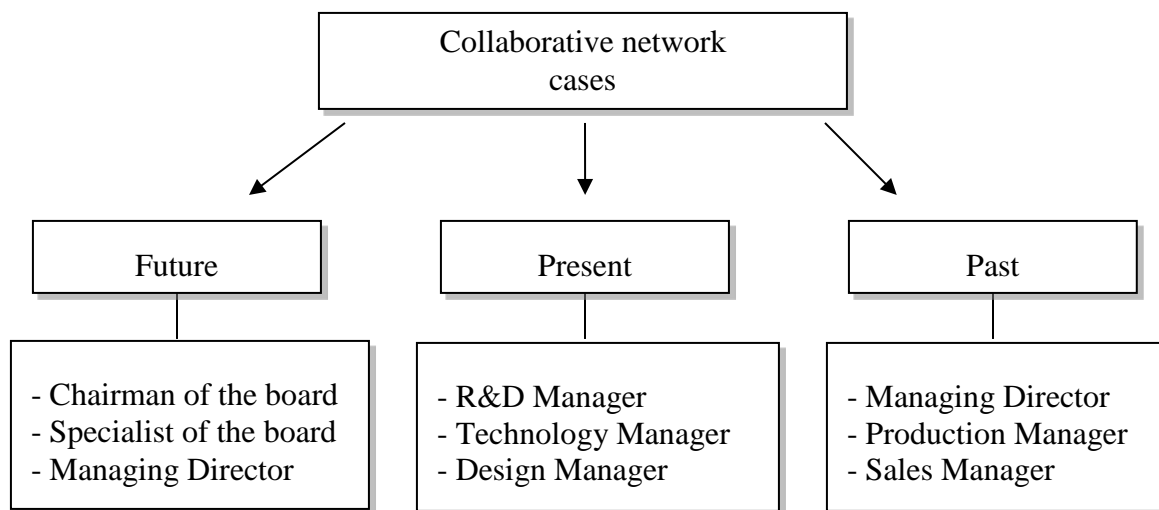 Collaborative network
cases
Future
Present
Past
- Chairman of the board
- Specialist of the board
- Managing Director
- R&D Manager
- Technology Manager
- Design Manager
- Managing Director
- Production Manager
- Sales Manager